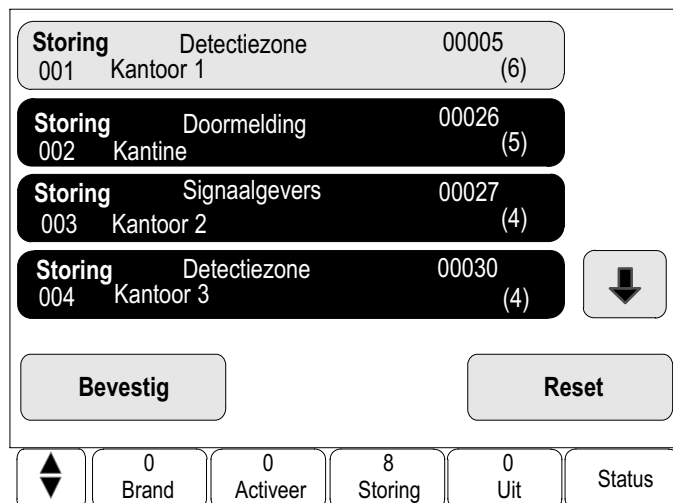 Storing Detectiezone 00005
001 Kantoor 1 (6)
Storing Doormelding 00026
002 Kantine (5)
Storing Signaalgevers 00027
003 Kantoor 2 (4)
Storing Detectiezone 00030
004 Kantoor 3 (4)
Bevestig Reset
0 0 8 0
Brand Activeer Storing Uit Status